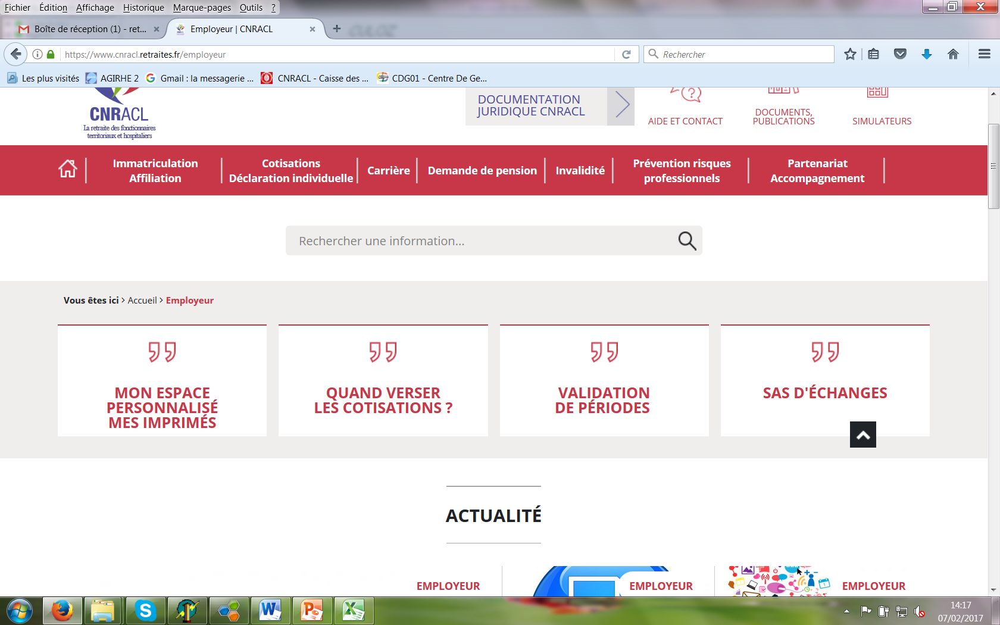 Fichier Édition Affichage Historique Marque-pages Outils ?
Boîte de réception (1) - ret... Employeur | CNRACL
https://www.cnracl.retraites.fr/employeur Rechercher
Les plus visités AGIRHE 2 Gmail : la messagerie ... CNRACL - Caisse des ... CDG01 - Centre De Ge...
CNRACL
La retraite des fonctionnaires
territoriaux et hospitaliers
DOCUMENTATION
JURIDIQUE CNRACL
AIDE ET CONTACT
DOCUMENTS,
PUBLICATIONS
SIMULATEURS
Immatriculation
Affiliation
Cotisations
Déclaration individuelle
Carrière
Demande de pension
Invalidité
Prévention risques
professionnels
Partenariat
Accompagnement
Rechercher une information...
Vous êtes ici > Accueil > Employeur
MON ESPACE
PERSONNALISÉ
MES IMPRIMÉS
QUAND VERSER
LES COTISATIONS ?
VALIDATION
DE PÉRIODES
SAS D'ÉCHANGES
ACTUALITÉ
EMPLOYEUR EMPLOYEUR EMPLOYEUR
14:17
07/02/2017